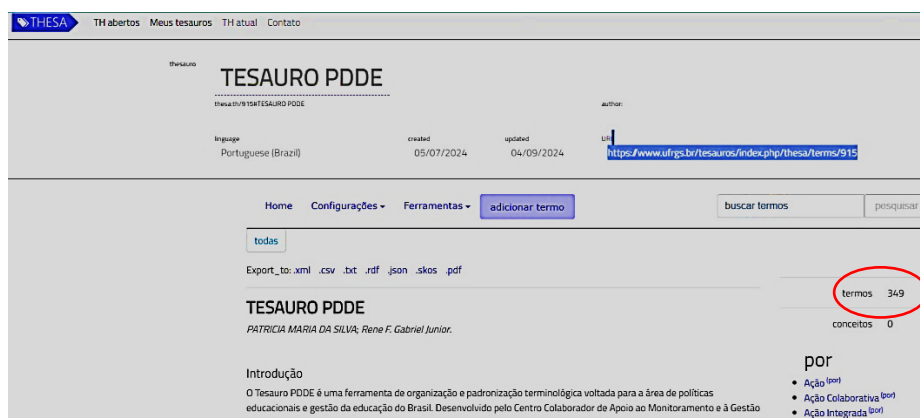 THESA TH abertos Meus tesauros TH atual Contato
thesauro
TESAURO PDDE
thesa:th/915#TESAURO PDDE author:
linguage created updated URI
Portuguese (Brazil) 05/07/2024 04/09/2024 https://www.ufrgs.br/tesauros/index.php/thesa/terms/915
Home Configurações Ferramentas adicionar termo buscar termos pesquisar
todas
Export_to: .xml .csv .txt .rdf .json .skos .pdf
termos 349
TESAURO PDDE
PATRICIA MARIA DA SILVA; Rene F. Gabriel Junior.
conceitos 0
por
Introdução
Ação (por)
O Tesauro PDDE é uma ferramenta de organização e padronização terminológica voltada para a área de políticas
Ação Colaborativa (por)
educacionais e gestão da educação do Brasil. Desenvolvido pelo Centro Colaborador de Apoio ao Monitoramento e à Gestão
Ação Integrada (por)